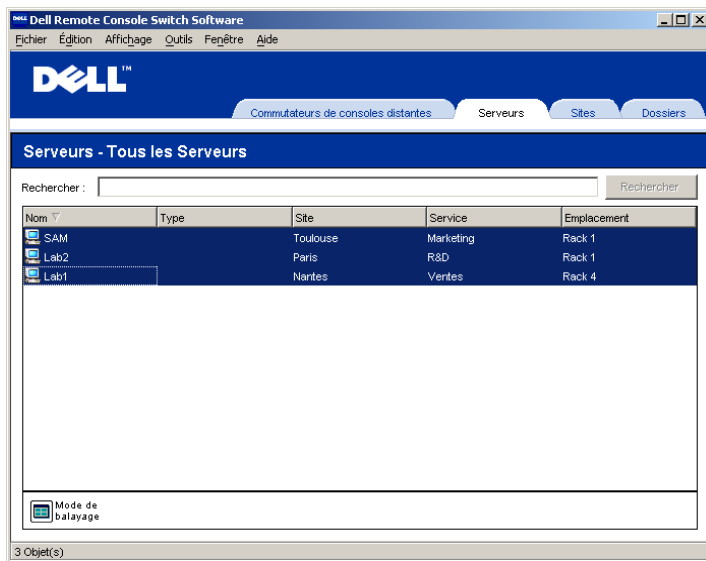 DELL Dell Remote Console Switch Software
Fichier Édition Affichage Outils Fenêtre Aide
DELL™
Commutateurs de consoles distantes Serveurs Sites Dossiers
Serveurs - Tous les Serveurs
Rechercher : Rechercher
Nom Type Site Service Emplacement
SAM Toulouse Marketing Rack 1
Lab2 Paris R&D Rack 1
Lab1 Nantes Ventes Rack 4
Mode de
balayage
3 Objet(s)